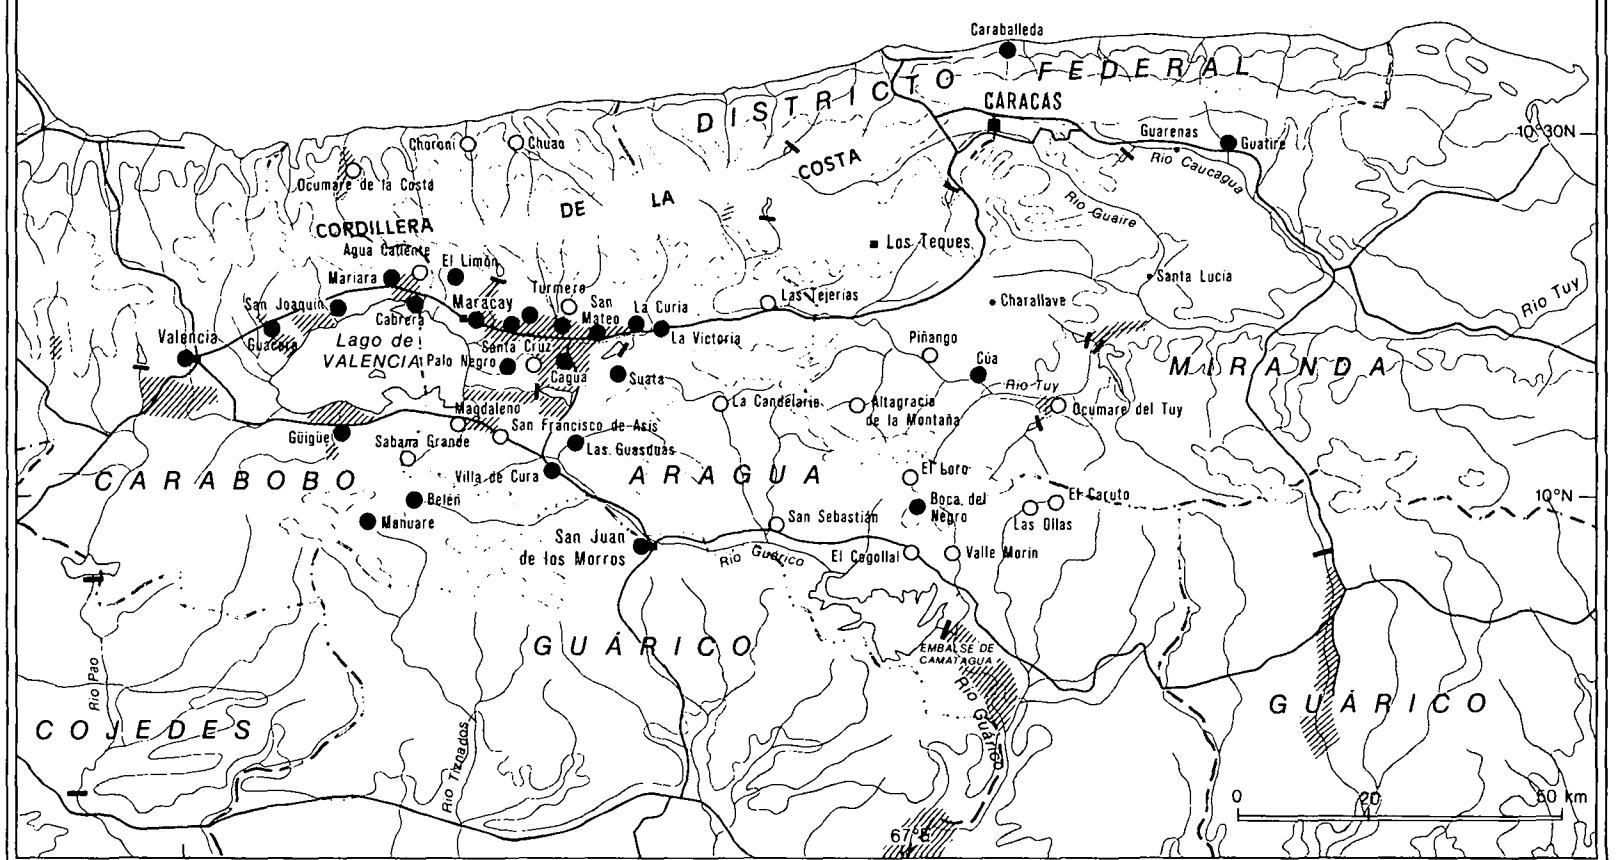 Caraballeda
DISTRICTO FEDERAL
CARACAS
Guarenas
10°30N
Guatire
Choroní
Chuao
Rio Caucagua
COSTA
Ocumare de la Costa
LA
DE
Rio Guaire
CORDILLERA
Los Teques
Agua Caliente
El Limón
Mariara
Santa Lucia
Turmero
Las Tejerias
Charallave
San Joaquin
Maracay
San
Mateo
La Curia
Rio Tuy
Cabrera
Valencia
Guacara
Lago de
VALENCIA
Santa Cruz
La Victoria
Piñango
Palo Negro
Cúa
MIRANDA
Cagua
Suata
Rio Tuy
La Candelaria
Altagracia
de la Montaña
Ocumare del Tuy
Magdaleno
San Francisco de Asis
Güigüe
Sabana Grande
Las Guasduas
Villa de Cura
El Loro
CARABOBO
ARAGUA
Belén
Boca del
Negro
El Caruto
10°N
Manuare
San Sebastián
Las Ollas
San Juan
de los Morros
Rio Guárico
El Cogollal
Valle Morin
GUÁRICO
EMBALSE DE
CAMATAGUA
Rio Pao
Rio Guárico
GUÁRICO
COJEDES
Rio Tiznados
0 20 50 km
67°E